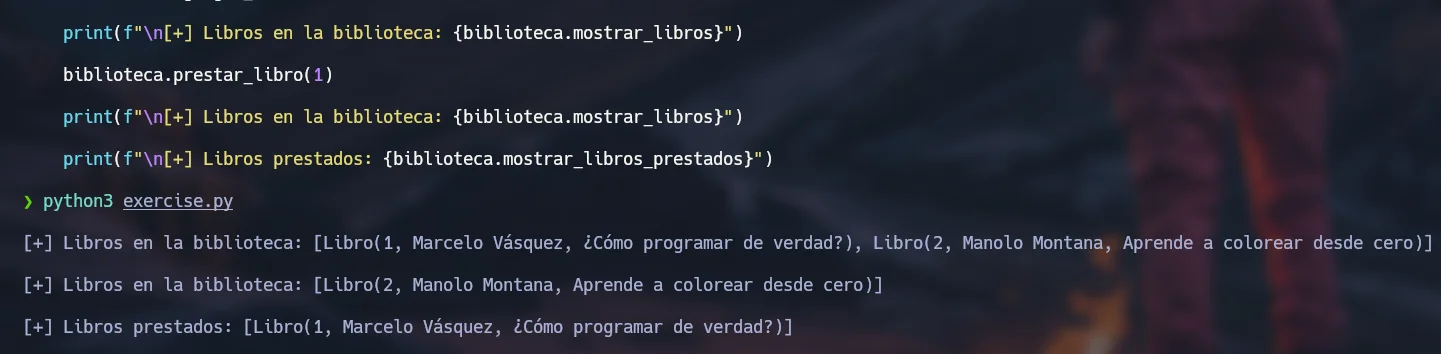 print(f"\n[+] Libros en la biblioteca: {biblioteca.mostrar_libros}")
biblioteca.prestar_libro(1)
print(f"\n[+] Libros en la biblioteca: {biblioteca.mostrar_libros}")
print(f"\n[+] Libros prestados: {biblioteca.mostrar_libros_prestados}")
❯ python3 exercise.py
[+] Libros en la biblioteca: [Libro(1, Marcelo Vásquez, ¿Cómo programar de verdad?), Libro(2, Manolo Montana, Aprende a colorear desde cero)]
[+] Libros en la biblioteca: [Libro(2, Manolo Montana, Aprende a colorear desde cero)]
[+] Libros prestados: [Libro(1, Marcelo Vásquez, ¿Cómo programar de verdad?)]